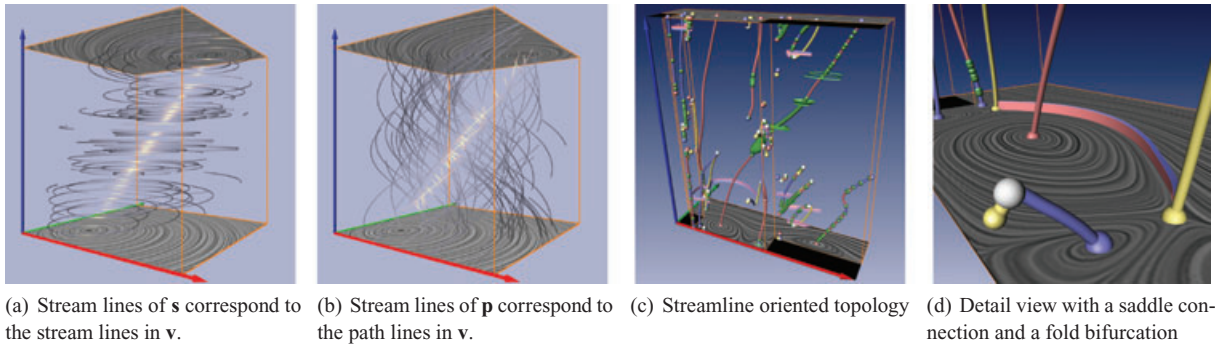 (a) Stream lines of s correspond to
the stream lines in v.
(b) Stream lines of p correspond to
the path lines in v.
(c) Streamline oriented topology
(d) Detail view with a saddle con-
nection and a fold bifurcation